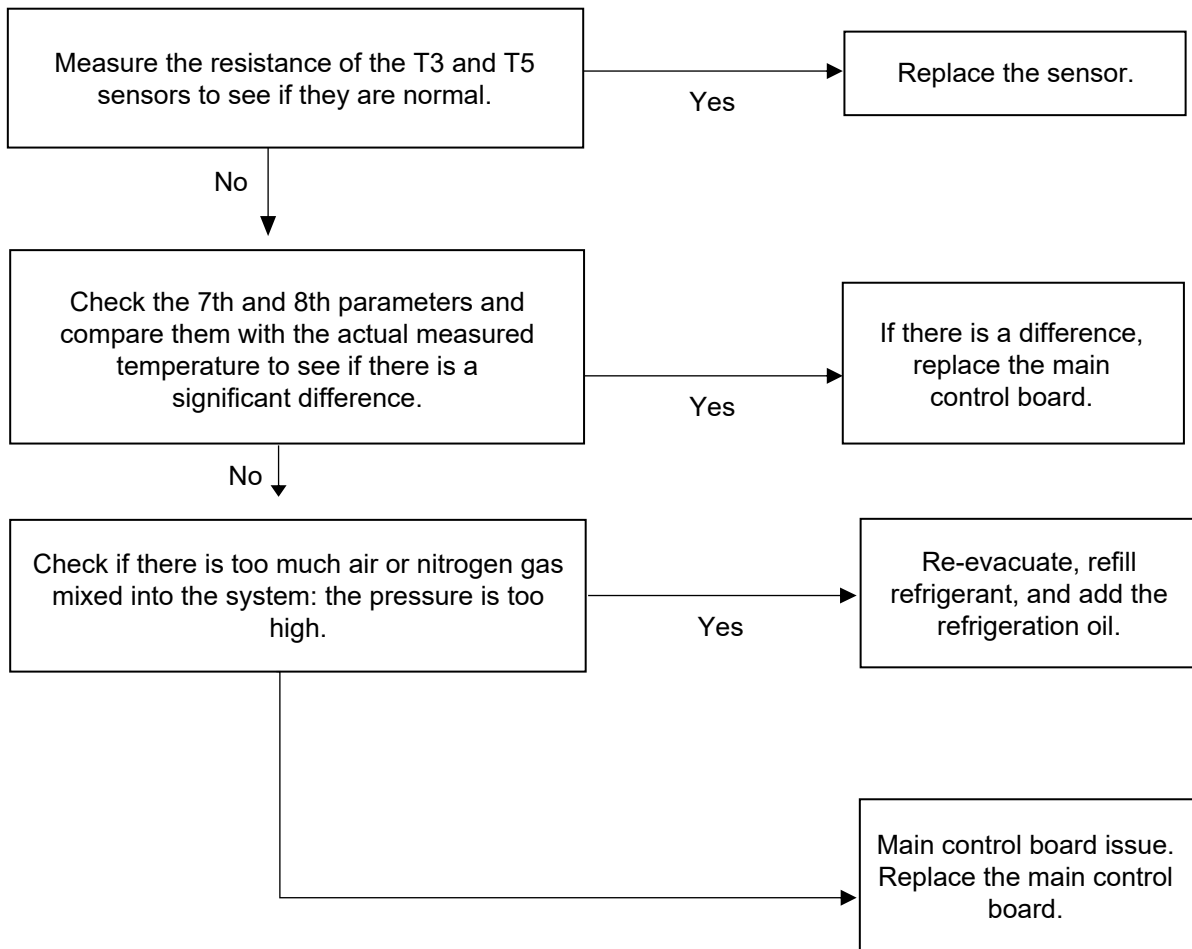 Measure the resistance of the T3 and T5
sensors to see if they are normal.
Yes
Replace the sensor.
No
Check the 7th and 8th parameters and
compare them with the actual measured
temperature to see if there is a
significant difference.
Yes
If there is a difference,
replace the main
control board.
No
Check if there is too much air or nitrogen gas
mixed into the system: the pressure is too
high.
Yes
Re-evacuate, refill
refrigerant, and add the
refrigeration oil.
Main control board issue.
Replace the main control
board.